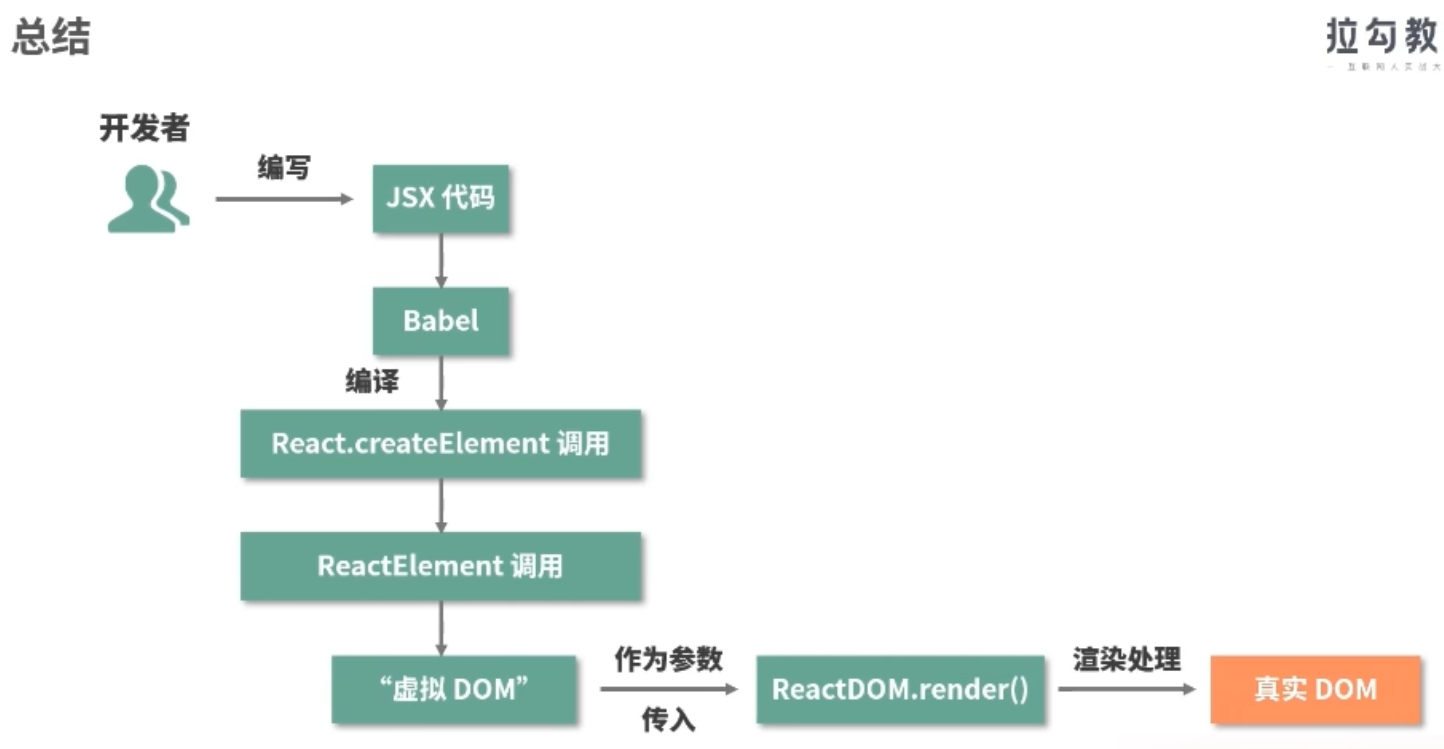 总结
拉勾教
开发者
编写
JSX 代码
Babel
编译
React.createElement 调用
ReactElement 调用
“虚拟 DOM”
作为参数
传入
ReactDOM.render()
渲染处理
真实 DOM